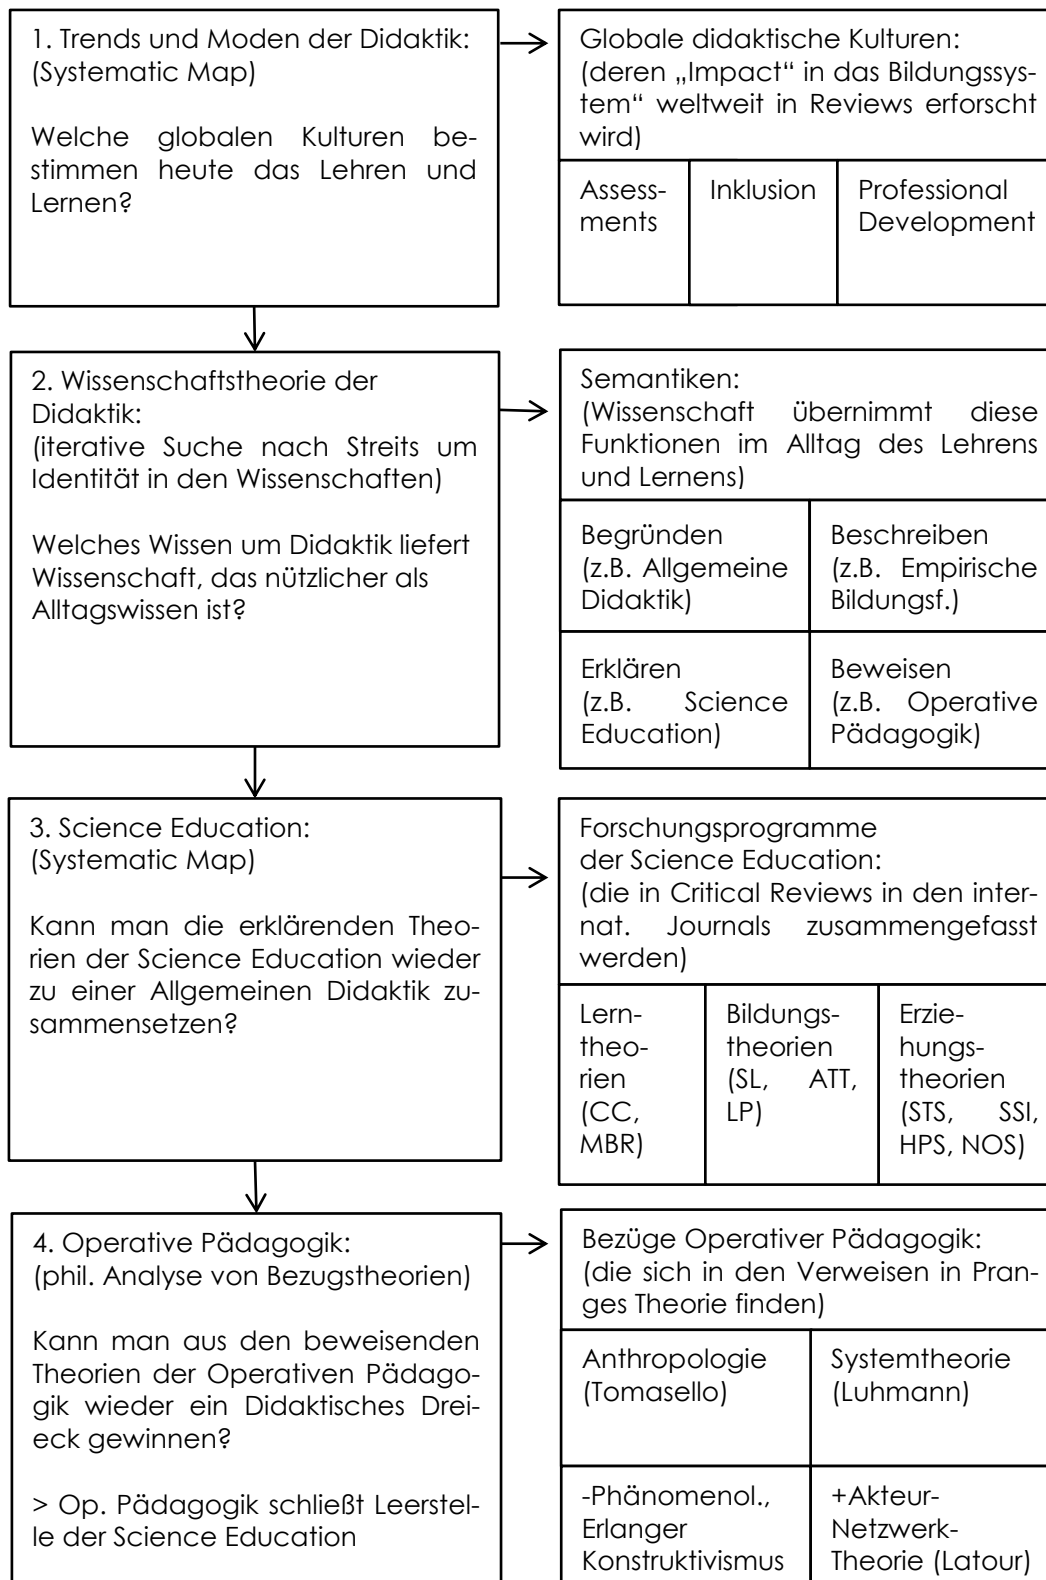 1. Trends und Moden der Didaktik:
(Systematic Map)
Welche globalen Kulturen be-
stimmen heute das Lehren und
Lernen?
Globale didaktische Kulturen:
(deren „Impact“ in das Bildungssys-
tem“ weltweit in Reviews erforscht
wird)
Assess-
ments
Inklusion
Professional
Development
2. Wissenschaftstheorie der
Didaktik:
(iterative Suche nach Streits um
Identität in den Wissenschaften)
Welches Wissen um Didaktik liefert
Wissenschaft, das nützlicher als
Alltagswissen ist?
Semantiken:
(Wissenschaft übernimmt diese
Funktionen im Alltag des Lehrens
und Lernens)
Begründen
(z.B. Allgemeine
Didaktik)
Beschreiben
(z.B. Empirische
Bildungsf.)
Erklären
(z.B. Science
Education)
Beweisen
(z.B. Operative
Pädagogik)
3. Science Education:
(Systematic Map)
Kann man die erklärenden Theo-
rien der Science Education wieder
zu einer Allgemeinen Didaktik zu-
sammensetzen?
Forschungsprogramme
der Science Education:
(die in Critical Reviews in den inter-
nat. Journals zusammengefasst
werden)
Lern-
theo-
rien
(CC,
MBR)
Bildungs-
theorien
(SL, ATT,
LP)
Erzie-
hungs-
theorien
(STS, SSI,
HPS, NOS)
4. Operative Pädagogik:
(phil. Analyse von Bezugstheorien)
Kann man aus den beweisenden
Theorien der Operativen Pädago-
gik wieder ein Didaktisches Drei-
eck gewinnen?
> Op. Pädagogik schließt Leerstel-
le der Science Education
Bezüge Operativer Pädagogik:
(die sich in den Verweisen in Pran-
ges Theorie finden)
Anthropologie
(Tomasello)
Systemtheorie
(Luhmann)
-Phänomenol.,
Erlanger
Konstruktivismus
+Akteur-
Netzwerk-
Theorie (Latour)